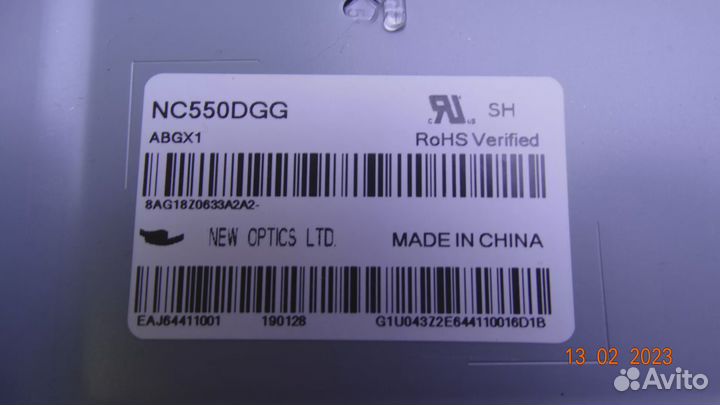 NC550DGG
ABGX1
SH
RoHS Verified
8AG18Z0633A2A2-
NEW OPTICS LTD.
MADE IN CHINA
EAJ64411001 190128 G1U043Z2E644110016D1B
13 02 2023
Avito